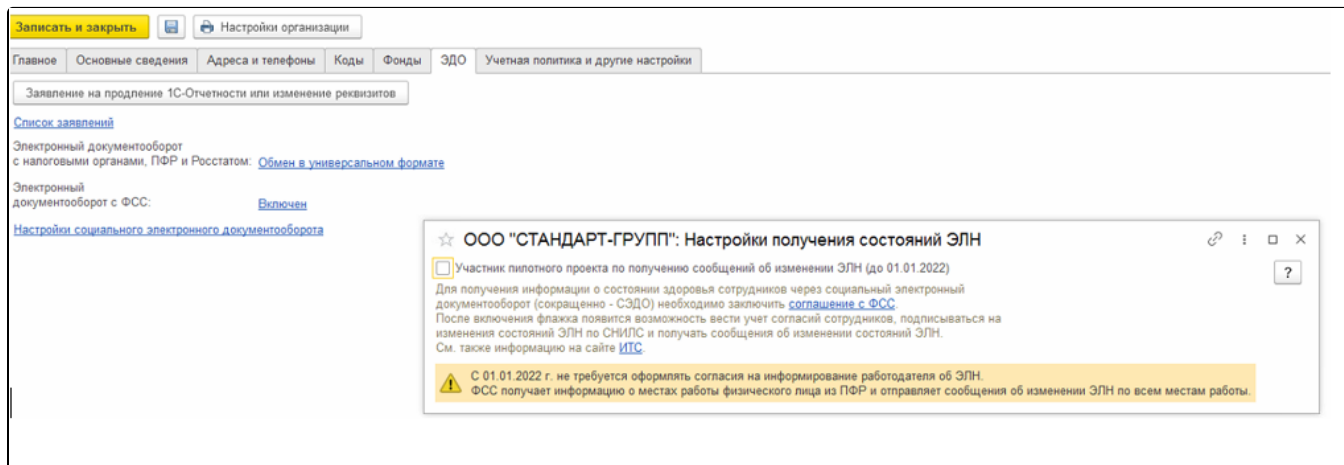 Записать и закрыть Настройки организации
Главное Основные сведения Адреса и телефоны Коды Фонды ЭДО Учетная политика и другие настройки
Заявление на продление 1С-Отчетности или изменение реквизитов
Список заявлений
Электронный документооборот
с налоговыми органами, ПФР и Росстатом: Обмен в универсальном формате
Электронный
документооборот с ФСС: Включен
Настройки социального электронного документооборота
ООО "СТАНДАРТ-ГРУПП": Настройки получения состояний ЭЛН
Участник пилотного проекта по получению сообщений об изменении ЭЛН (до 01.01.2022)
?
Для получения информации о состоянии здоровья сотрудников через социальный электронный
документооборот (сокращенно - СЭДО) необходимо заключить соглашение с ФСС.
После включения флажка появится возможность вести учет согласий сотрудников, подписываться на
изменения состояний ЭЛН по СНИЛС и получать сообщения об изменении состояний ЭЛН.
См. также информацию на сайте ИТС.
С 01.01.2022 г. не требуется оформлять согласия на информирование работодателя об ЭЛН.
ФСС получает информацию о местах работы физического лица из ПФР и отправляет сообщения об изменении ЭЛН по всем местам работы.